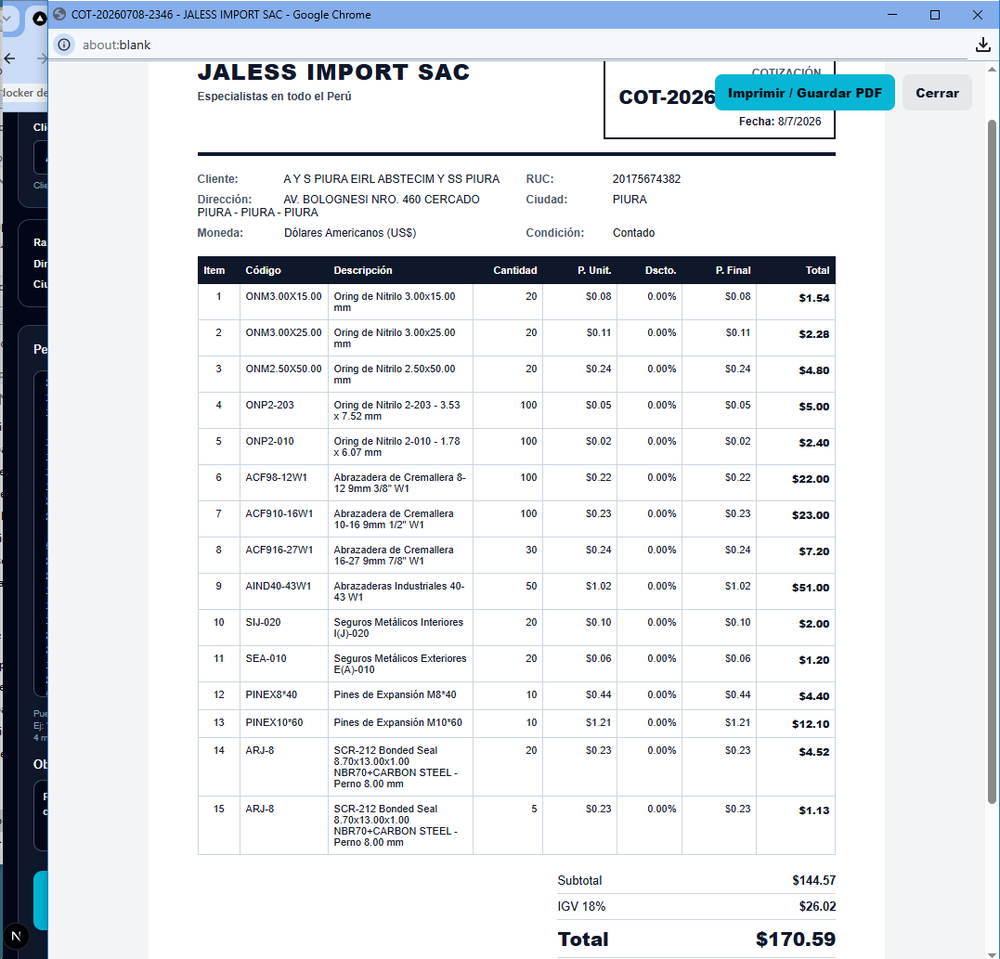 COT-20260708-2346 - JALESS IMPORT SAC - Google Chrome
about:blank
locker de
JALESS IMPORT SAC
Especialistas en todo el Perú
COTIZACIÓN
COT-2026
Imprimir / Guardar PDF
Cerrar
Fecha: 8/7/2026
Cliente: A Y S PIURA EIRL ABSTECIM Y SS PIURA RUC: 20175674382
Dirección: AV. BOLOGNESI NRO. 460 CERCADO Ciudad: PIURA
PIURA - PIURA - PIURA
Moneda: Dólares Americanos (US$) Condición: Contado
Item Código Descripción Cantidad P. Unit. Dscto. P. Final Total
1 ONM3.00X15.00 Oring de Nitrilo 3.00x15.00 20 $0.08 0.00% $0.08 $1.54
mm
2 ONM3.00X25.00 Oring de Nitrilo 3.00x25.00 20 $0.11 0.00% $0.11 $2.28
mm
3 ONM2.50X50.00 Oring de Nitrilo 2.50x50.00 20 $0.24 0.00% $0.24 $4.80
mm
4 ONP2-203 Oring de Nitrilo 2-203 - 3.53 100 $0.05 0.00% $0.05 $5.00
x 7.52 mm
5 ONP2-010 Oring de Nitrilo 2-010 - 1.78 100 $0.02 0.00% $0.02 $2.40
x 6.07 mm
6 ACF98-12W1 Abrazadera de Cremallera 8- 100 $0.22 0.00% $0.22 $22.00
12 9mm 3/8" W1
7 ACF910-16W1 Abrazadera de Cremallera 100 $0.23 0.00% $0.23 $23.00
10-16 9mm 1/2" W1
8 ACF916-27W1 Abrazadera de Cremallera 30 $0.24 0.00% $0.24 $7.20
16-27 9mm 7/8" W1
9 AIND40-43W1 Abrazaderas Industriales 40- 50 $1.02 0.00% $1.02 $51.00
43 W1
10 SIJ-020 Seguros Metálicos Interiores 20 $0.10 0.00% $0.10 $2.00
I(J)-020
11 SEA-010 Seguros Metálicos Exteriores 20 $0.06 0.00% $0.06 $1.20
E(A)-010
12 PINEX8*40 Pines de Expansión M8*40 10 $0.44 0.00% $0.44 $4.40
13 PINEX10*60 Pines de Expansión M10*60 10 $1.21 0.00% $1.21 $12.10
14 ARJ-8 SCR-212 Bonded Seal 20 $0.23 0.00% $0.23 $4.52
8.70x13.00x1.00
NBR70+CARBON STEEL -
Perno 8.00 mm
15 ARJ-8 SCR-212 Bonded Seal 5 $0.23 0.00% $0.23 $1.13
8.70x13.00x1.00
NBR70+CARBON STEEL -
Perno 8.00 mm
Subtotal $144.57
IGV 18% $26.02
Total $170.59
Cli
Clie
Ra
Dir
Ciu
Pe
Pue
Ej:
4 m
Ob
N